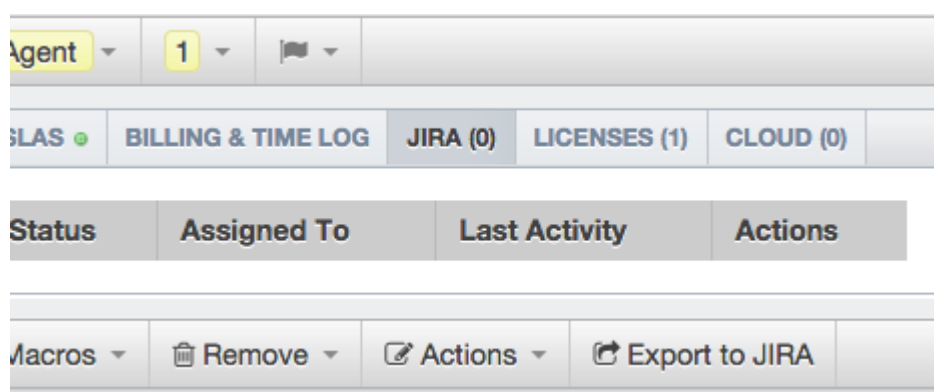 Agent 1
SLAS BILLING & TIME LOG JIRA (0) LICENSES (1) CLOUD (0)
Status Assigned To Last Activity Actions
Macros Remove Actions Export to JIRA